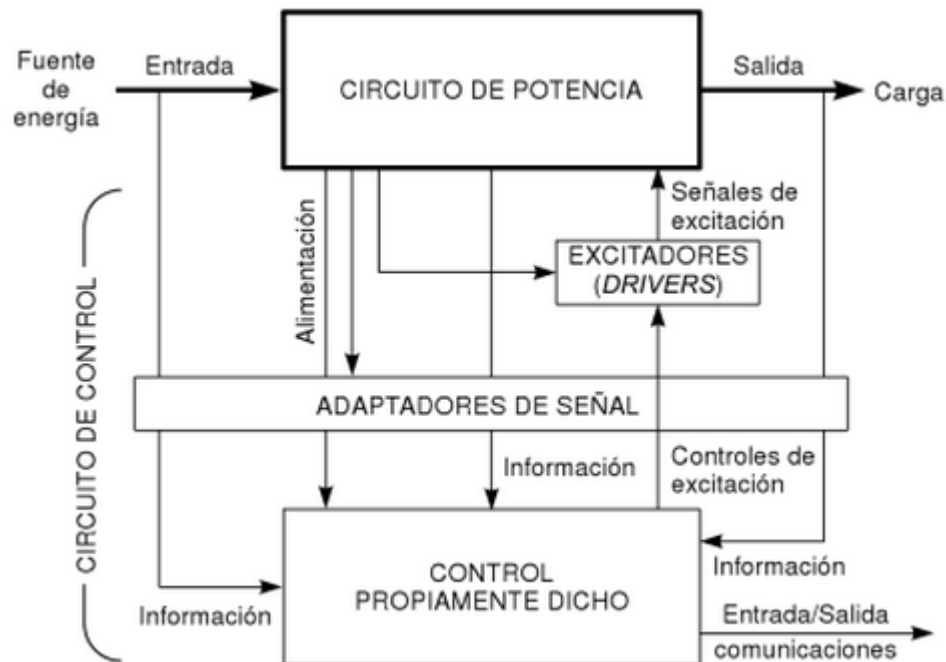 Fuente
de
energía
Entrada
CIRCUITO DE POTENCIA
Salida
Carga
Señales de
excitación
EXCITADORES
(DRIVERS)
Alimentación
CIRCUITO DE CONTROL
ADAPTADORES DE SEÑAL
Información
Controles de
excitación
CONTROL
PROPIAMENTE DICHO
Información
Información
Entrada/Salida
comunicaciones